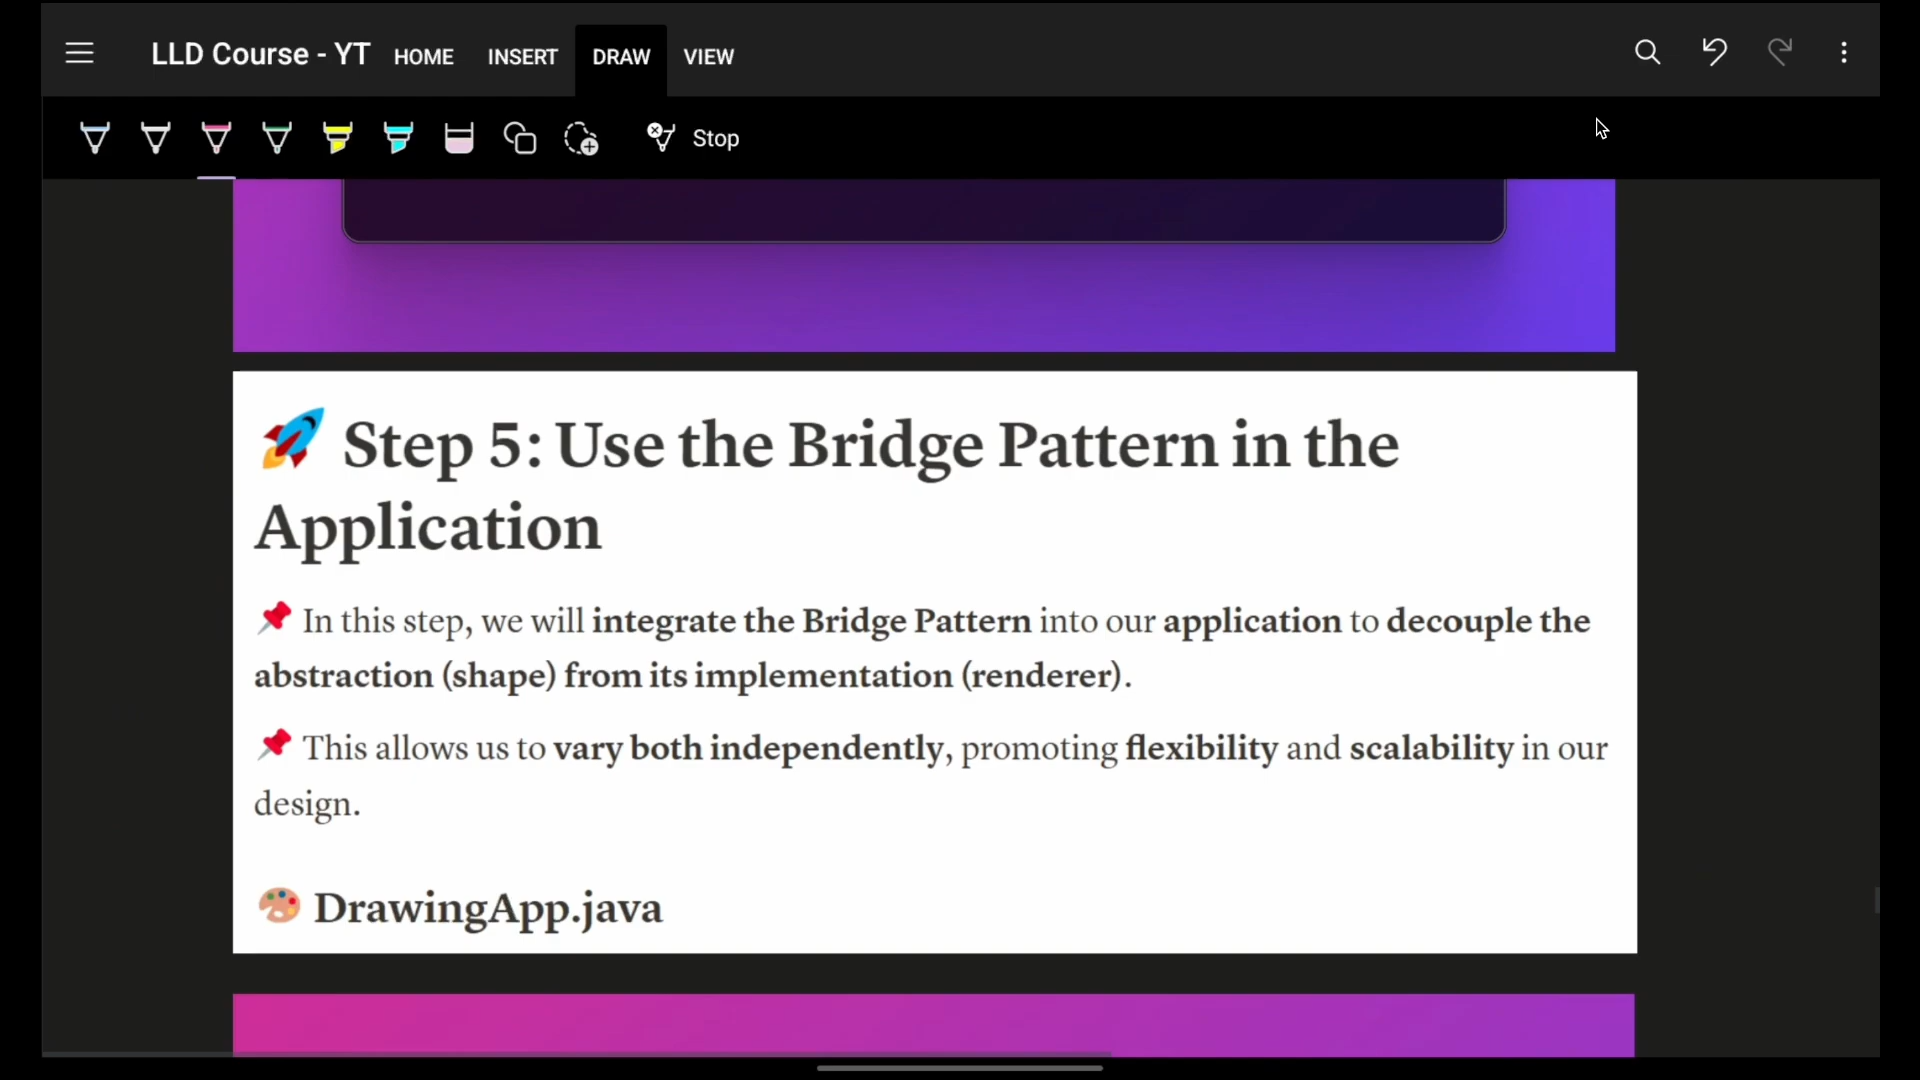 LLD Course - YT HOME INSERT DRAW VIEW
Stop
🚀 Step 5: Use the Bridge Pattern in the
Application
📌 In this step, we will integrate the Bridge Pattern into our application to decouple the
abstraction (shape) from its implementation (renderer).
📌 This allows us to vary both independently, promoting flexibility and scalability in our
design.
🎨 DrawingApp.java